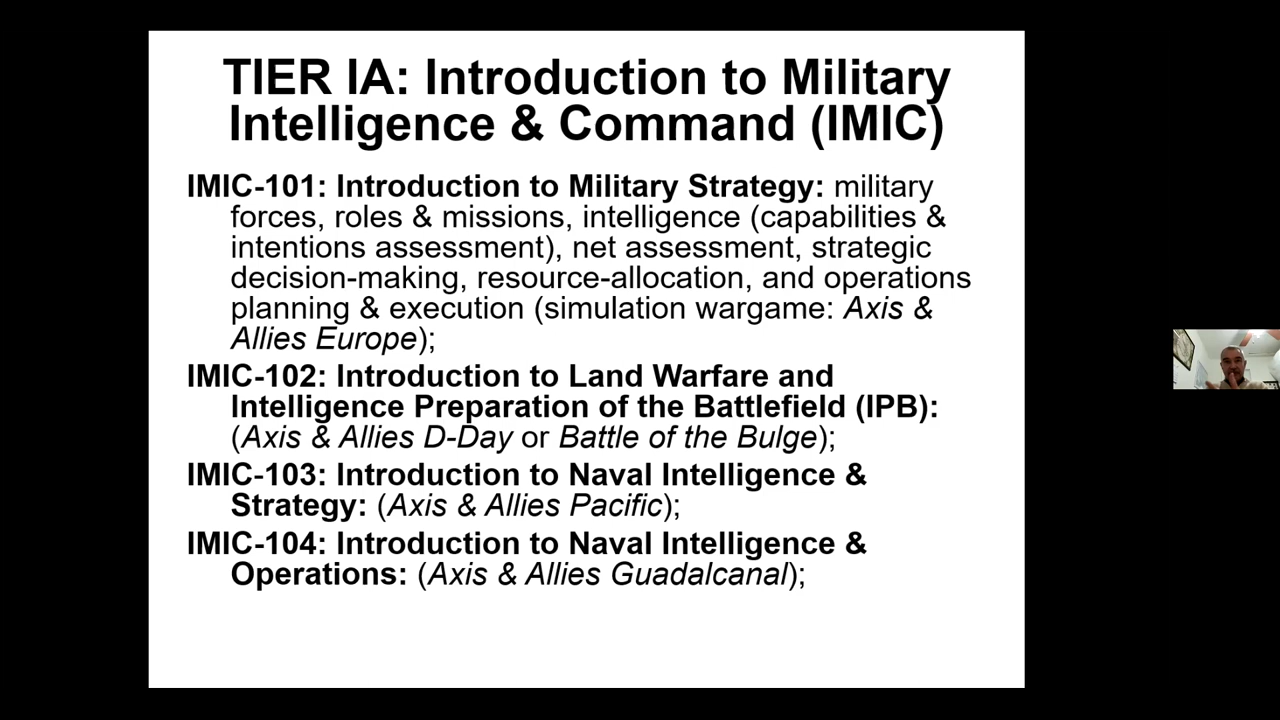 TIER IA: Introduction to Military
Intelligence & Command (IMIC)
IMIC-101: Introduction to Military Strategy: military
forces, roles & missions, intelligence (capabilities &
intentions assessment), net assessment, strategic
decision-making, resource-allocation, and operations
planning & execution (simulation wargame: Axis &
Allies Europe);
IMIC-102: Introduction to Land Warfare and
Intelligence Preparation of the Battlefield (IPB):
(Axis & Allies D-Day or Battle of the Bulge);
IMIC-103: Introduction to Naval Intelligence &
Strategy: (Axis & Allies Pacific);
IMIC-104: Introduction to Naval Intelligence &
Operations: (Axis & Allies Guadalcanal);